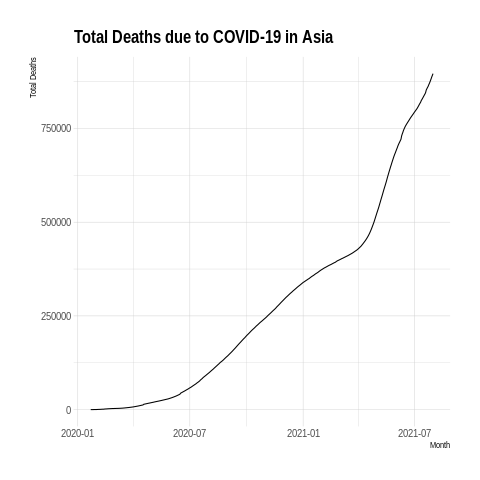 Total Deaths due to COVID-19 in Asia
Total Deaths
750000
500000
250000
0
2020-01 2020-07 2021-01 2021-07
Month